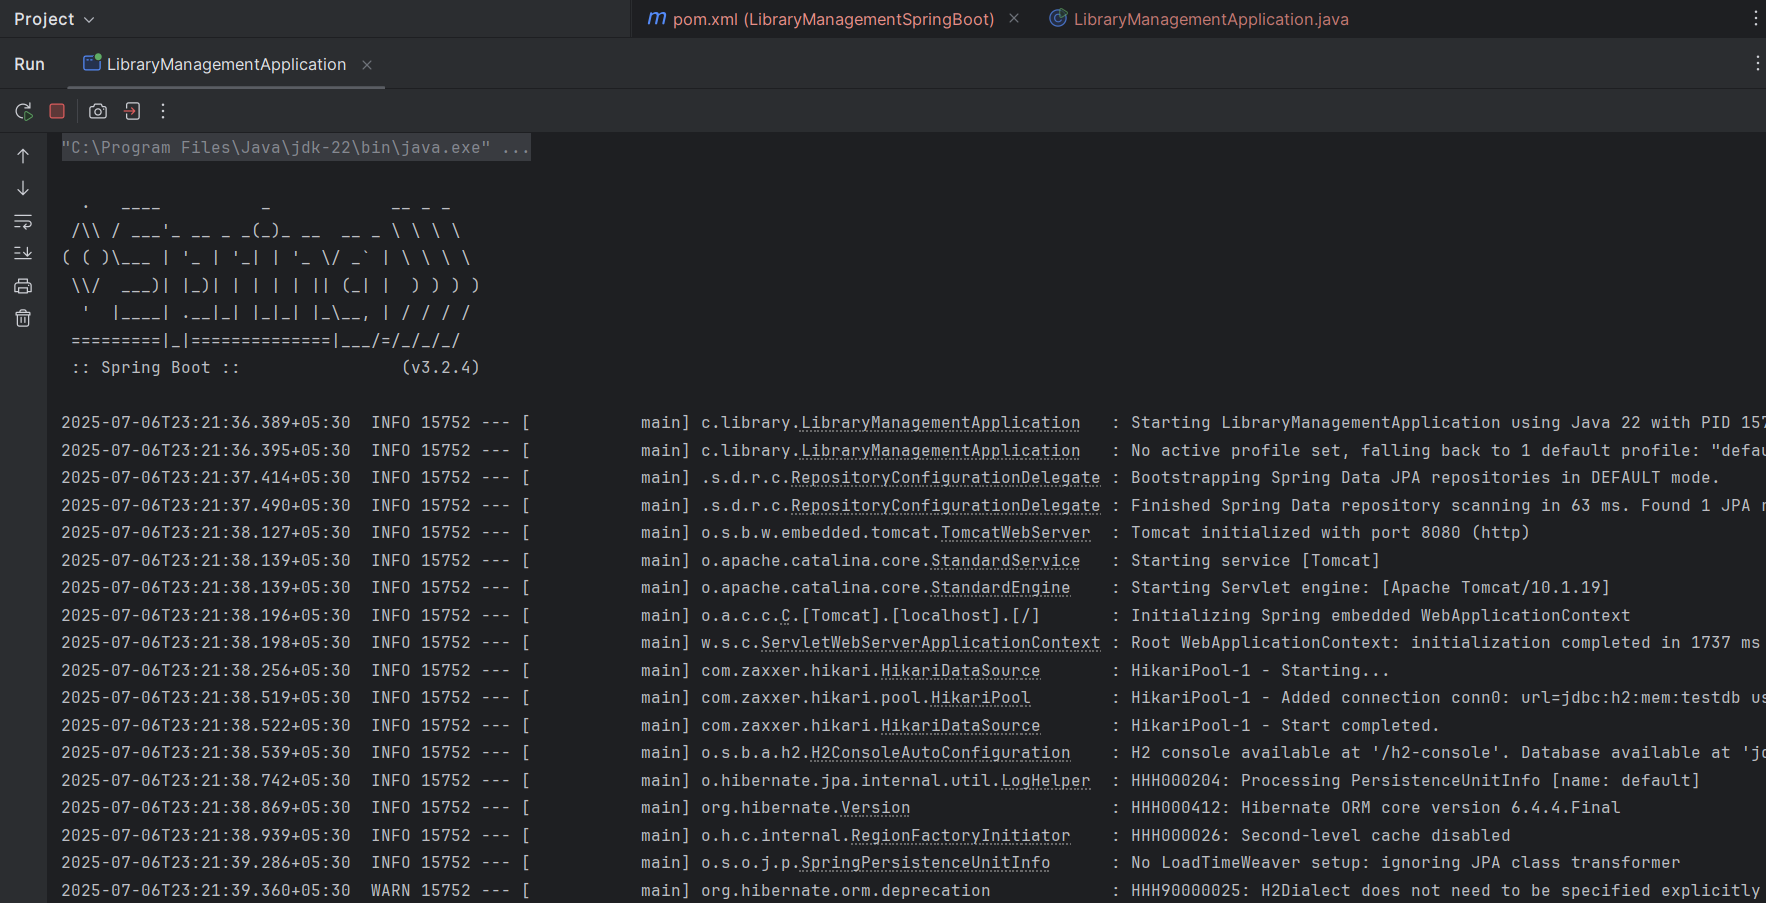 Project
pom.xml (LibraryManagementSpringBoot)
LibraryManagementApplication.java
Run
LibraryManagementApplication
"C:\Program Files\Java\jdk-22\bin\java.exe" ...
  .   ____          _            __ _ _
 /\\ / ___'_ __ _ _(_)_ __  __ _ \ \ \ \
( ( )\___ | '_ | '_| | '_ \/ _` | \ \ \ \
 \\/  ___)| |_)| | | | | || (_| |  ) ) ) )
  '  |____| .__|_| |_|_| |_\__, | / / / /
 =========|_|==============|___/=/_/_/_/
 :: Spring Boot ::                (v3.2.4)
2025-07-06T23:21:36.389+05:30  INFO 15752 --- [           main] c.library.LibraryManagementApplication   : Starting LibraryManagementApplication using Java 22 with PID 157
2025-07-06T23:21:36.395+05:30  INFO 15752 --- [           main] c.library.LibraryManagementApplication   : No active profile set, falling back to 1 default profile: "defau
2025-07-06T23:21:37.414+05:30  INFO 15752 --- [           main] .s.d.r.c.RepositoryConfigurationDelegate : Bootstrapping Spring Data JPA repositories in DEFAULT mode.
2025-07-06T23:21:37.490+05:30  INFO 15752 --- [           main] .s.d.r.c.RepositoryConfigurationDelegate : Finished Spring Data repository scanning in 63 ms. Found 1 JPA r
2025-07-06T23:21:38.127+05:30  INFO 15752 --- [           main] o.s.b.w.embedded.tomcat.TomcatWebServer  : Tomcat initialized with port 8080 (http)
2025-07-06T23:21:38.139+05:30  INFO 15752 --- [           main] o.apache.catalina.core.StandardService   : Starting service [Tomcat]
2025-07-06T23:21:38.139+05:30  INFO 15752 --- [           main] o.apache.catalina.core.StandardEngine    : Starting Servlet engine: [Apache Tomcat/10.1.19]
2025-07-06T23:21:38.196+05:30  INFO 15752 --- [           main] o.a.c.c.C.[Tomcat].[localhost].[/]       : Initializing Spring embedded WebApplicationContext
2025-07-06T23:21:38.198+05:30  INFO 15752 --- [           main] w.s.c.ServletWebServerApplicationContext : Root WebApplicationContext: initialization completed in 1737 ms
2025-07-06T23:21:38.256+05:30  INFO 15752 --- [           main] com.zaxxer.hikari.HikariDataSource       : HikariPool-1 - Starting...
2025-07-06T23:21:38.519+05:30  INFO 15752 --- [           main] com.zaxxer.hikari.pool.HikariPool        : HikariPool-1 - Added connection conn0: url=jdbc:h2:mem:testdb us
2025-07-06T23:21:38.522+05:30  INFO 15752 --- [           main] com.zaxxer.hikari.HikariDataSource       : HikariPool-1 - Start completed.
2025-07-06T23:21:38.539+05:30  INFO 15752 --- [           main] o.s.b.a.h2.H2ConsoleAutoConfiguration    : H2 console available at '/h2-console'. Database available at 'jd
2025-07-06T23:21:38.742+05:30  INFO 15752 --- [           main] o.hibernate.jpa.internal.util.LogHelper  : HHH000204: Processing PersistenceUnitInfo [name: default]
2025-07-06T23:21:38.869+05:30  INFO 15752 --- [           main] org.hibernate.Version                    : HHH000412: Hibernate ORM core version 6.4.4.Final
2025-07-06T23:21:38.939+05:30  INFO 15752 --- [           main] o.h.c.internal.RegionFactoryInitiator    : HHH000026: Second-level cache disabled
2025-07-06T23:21:39.286+05:30  INFO 15752 --- [           main] o.s.o.j.p.SpringPersistenceUnitInfo      : No LoadTimeWeaver setup: ignoring JPA class transformer
2025-07-06T23:21:39.360+05:30  WARN 15752 --- [           main] org.hibernate.orm.deprecation            : HHH90000025: H2Dialect does not need to be specified explicitly